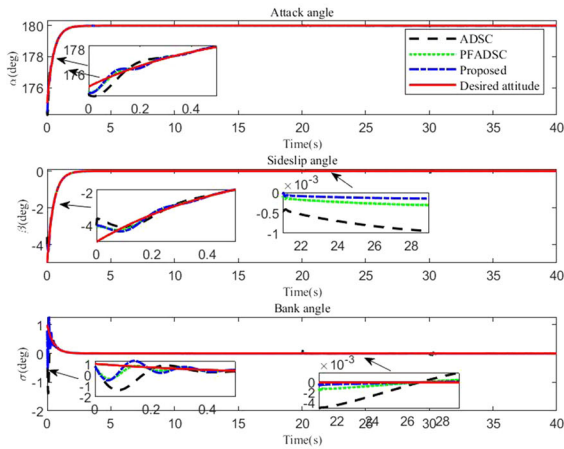 Attack angle
180
178
176
α(deg)
178
176
0 0.2 0.4
ADSC
PFADSC
Proposed
Desired attitude
0 5 10 15 20 25 30 35 40
Time(s)
Sideslip angle
0
-2
-4
β(deg)
-2
-4
0 0.2 0.4
×10⁻³
0
-0.5
-1
22 24 26 28
0 5 10 15 20 25 30 35 40
Time(s)
Bank angle
1
0
-1
-2
σ(deg)
1
0
-1
-2
0 0.2 0.4
×10⁻³
0
-2
-4
22 24 26 28
0 5 10 15 20 25 30 35 40
Time(s)